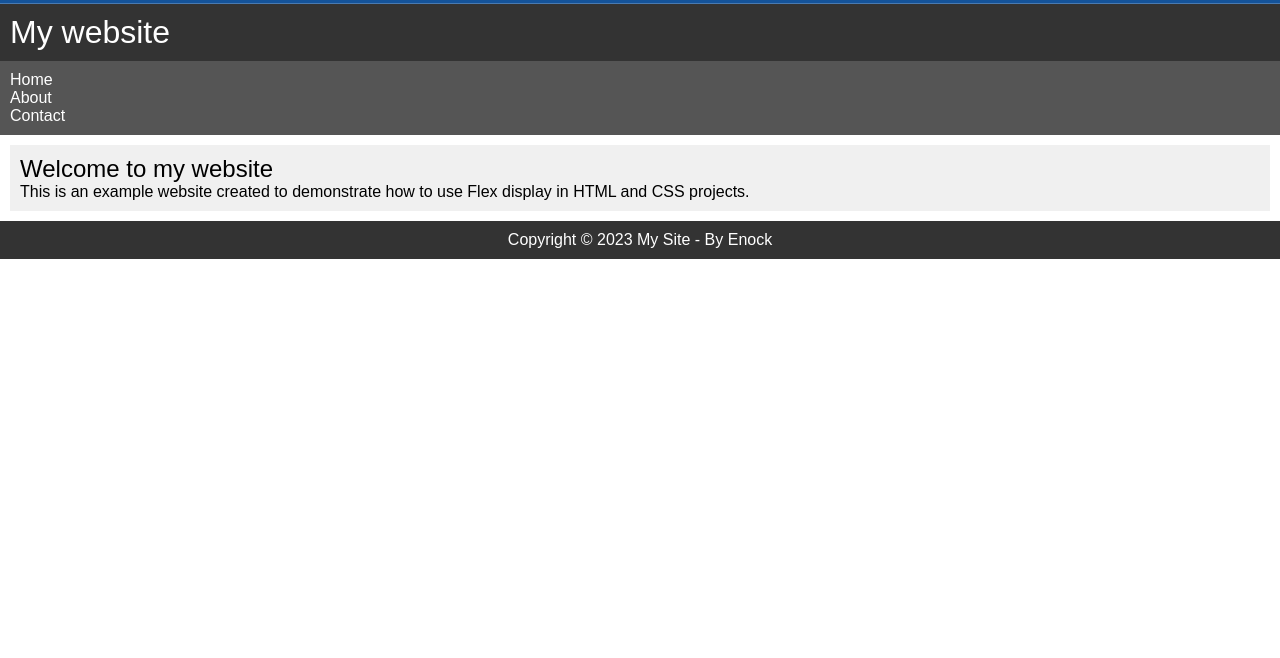 My website
Home
About
Contact
Welcome to my website
This is an example website created to demonstrate how to use Flex display in HTML and CSS projects.
Copyright © 2023 My Site - By Enock